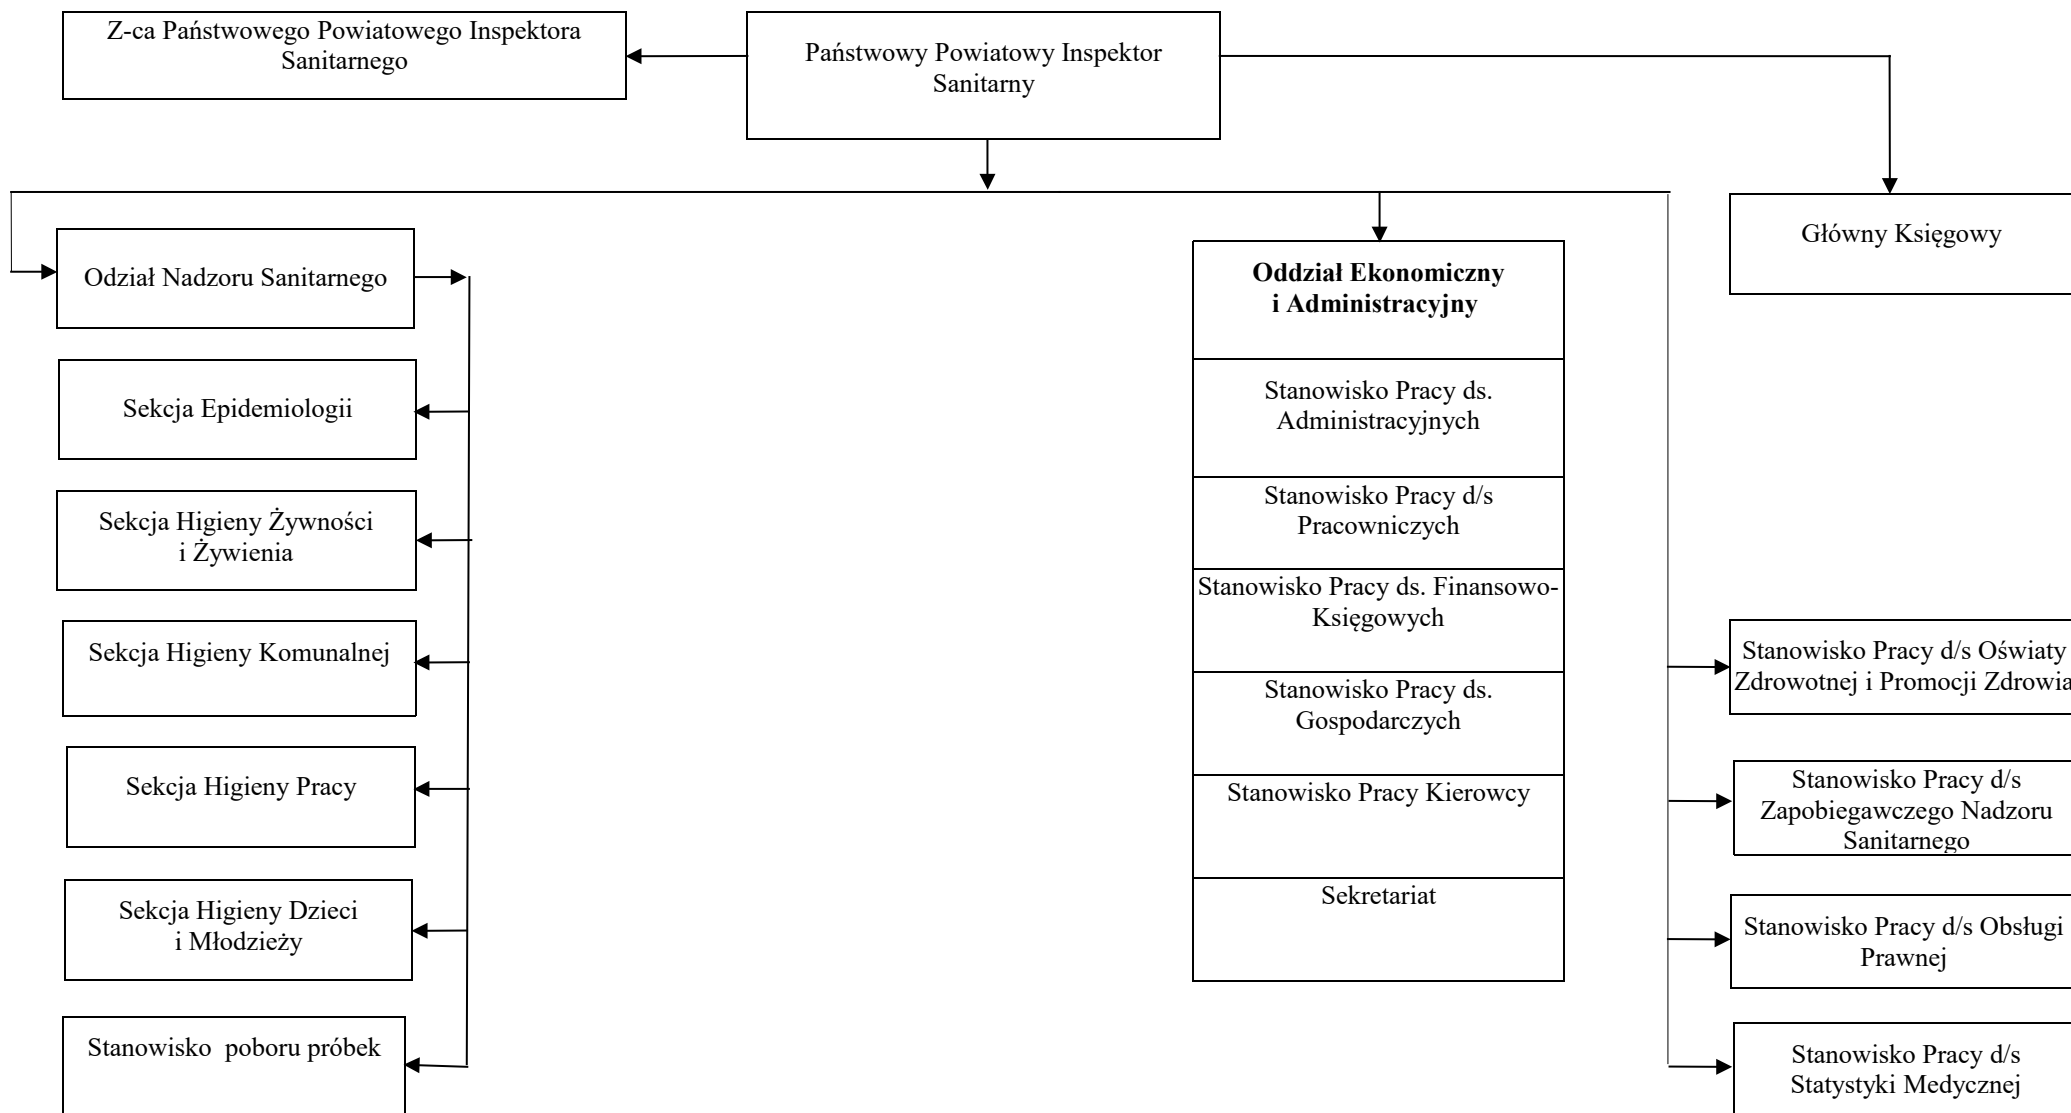 Z-ca Państwowego Powiatowego Inspektora
Sanitarnego
Państwowy Powiatowy Inspektor
Sanitarny
Główny Księgowy
Odział Nadzoru Sanitarnego
Sekcja Epidemiologii
Sekcja Higieny Żywności
i Żywienia
Sekcja Higieny Komunalnej
Sekcja Higieny Pracy
Sekcja Higieny Dzieci
i Młodzieży
Stanowisko poboru próbek
Oddział Ekonomiczny
i Administracyjny
Stanowisko Pracy ds.
Administracyjnych
Stanowisko Pracy d/s
Pracowniczych
Stanowisko Pracy ds. Finansowo-
Księgowych
Stanowisko Pracy ds.
Gospodarczych
Stanowisko Pracy Kierowcy
Sekretariat
Stanowisko Pracy d/s Oświaty
Zdrowotnej i Promocji Zdrowia
Stanowisko Pracy d/s
Zapobiegawczego Nadzoru
Sanitarnego
Stanowisko Pracy d/s Obsługi
Prawnej
Stanowisko Pracy d/s
Statystyki Medycznej